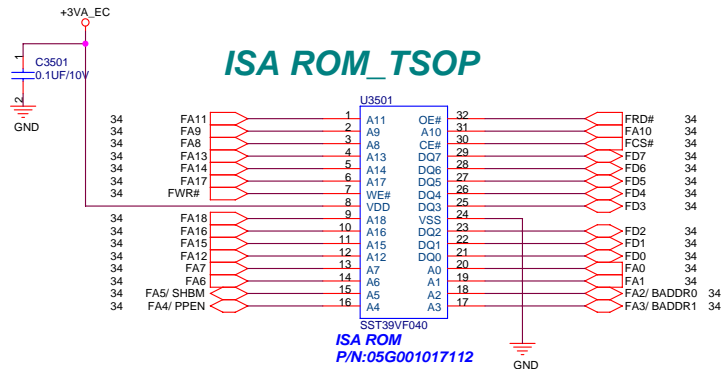 +3VA_EC
ISA ROM_TSOP
1
C3501
0.1UF/10V
2
GND
U3501
34 FA11 1 A11 OE# 32 FRD# 34
34 FA9 2 A9 A10 31 FA10 34
34 FA8 3 A8 CE# 30 FCS# 34
34 FA13 4 A13 DQ7 29 FD7 34
34 FA14 5 A14 DQ6 28 FD6 34
34 FA17 6 A17 DQ5 27 FD5 34
34 FWR# 7 WE# DQ4 26 FD4 34
8 VDD DQ3 25 FD3 34
34 FA18 9 A18 VSS 24
34 FA16 10 A16 DQ2 23 FD2 34
34 FA15 11 A15 DQ1 22 FD1 34
34 FA12 12 A12 DQ0 21 FD0 34
34 FA7 13 A7 A0 20 FA0 34
34 FA6 14 A6 A1 19 FA1 34
34 FA5/ SHBM 15 A5 A2 18 FA2/ BADDR0 34
34 FA4/ PPEN 16 A4 A3 17 FA3/ BADDR1 34
SST39VF040
ISA ROM
P/N:05G001017112
GND